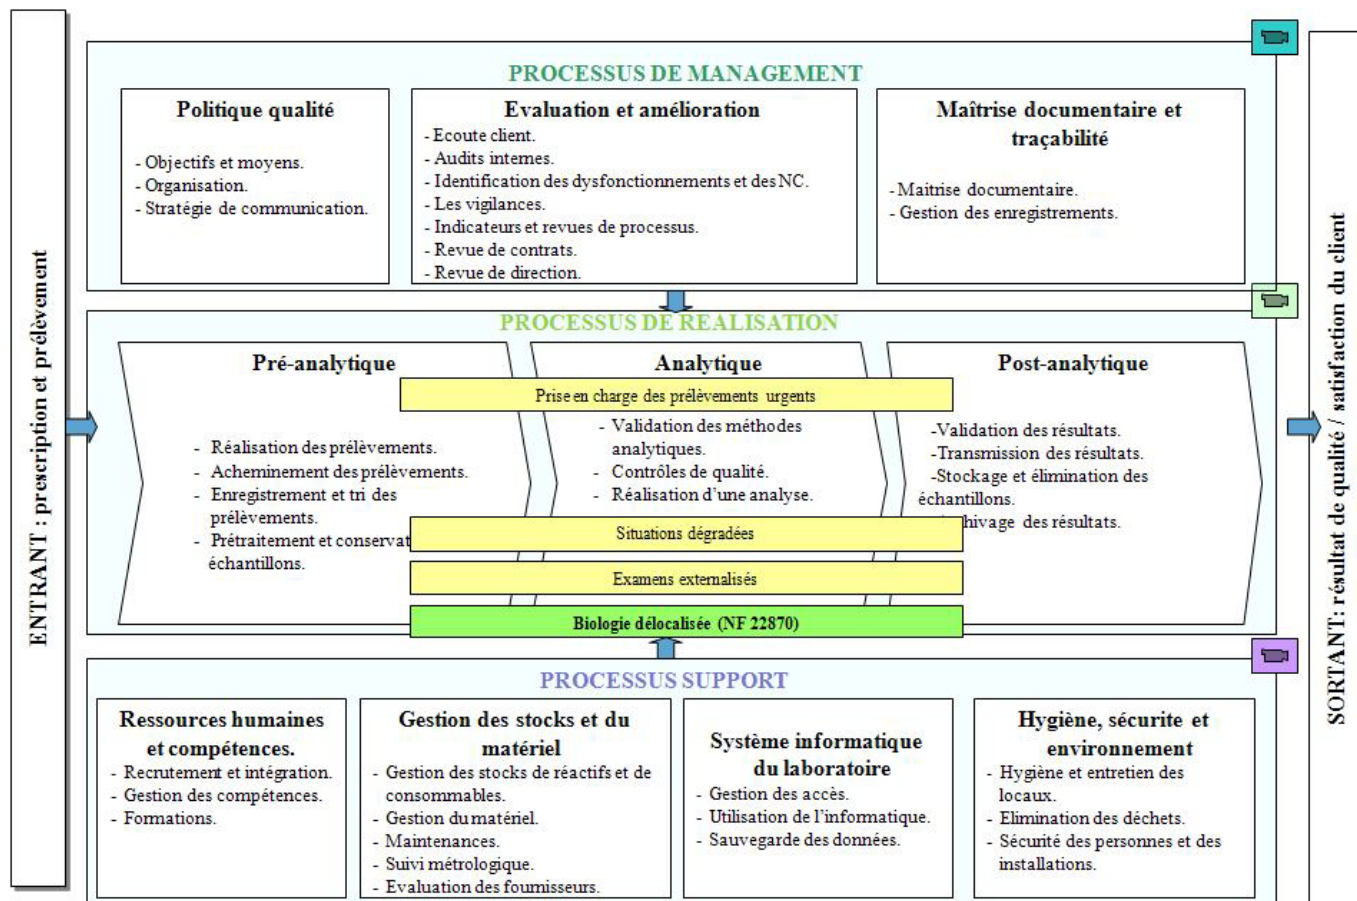 ENTRANT : prescription et prélèvement
PROCESSUS DE MANAGEMENT
Politique qualité
- Objectifs et moyens.
- Organisation.
- Stratégie de communication.
Evaluation et amélioration
- Ecoute client.
- Audits internes.
- Identification des dysfonctionnements et des NC.
- Les vigilances.
- Indicateurs et revues de processus.
- Revue de contrats.
- Revue de direction.
Maîtrise documentaire et
traçabilité
- Maitrise documentaire.
- Gestion des enregistrements.
PROCESSUS DE REALISATION
Pré-analytique
- Réalisation des prélèvements.
- Acheminement des prélèvements.
- Enregistrement et tri des
prélèvements.
- Prétraitement et conservat
échantillons.
Analytique
Prise en charge des prélèvements urgents
- Validation des méthodes
analytiques.
- Contrôles de qualité.
- Réalisation d'une analyse.
Situations dégradées
Examens externalisés
Biologie délocalisée (NF 22870)
Post-analytique
-Validation des résultats.
-Transmission des résultats.
-Stockage et élimination des
échantillons.
hivage des résultats.
PROCESSUS SUPPORT
Ressources humaines
et compétences.
- Recrutement et intégration.
- Gestion des compétences.
- Formations.
Gestion des stocks et du
matériel
- Gestion des stocks de réactifs et de
consommables.
- Gestion du matériel.
- Maintenances.
- Suivi métrologique.
- Evaluation des fournisseurs.
Système informatique
du laboratoire
- Gestion des accès.
- Utilisation de l'informatique.
- Sauvegarde des données.
Hygiène, sécurite et
environnement
- Hygiène et entretien des
locaux.
- Elimination des déchets.
- Sécurité des personnes et des
installations.
SORTANT: résultat de qualité / satisfaction du client